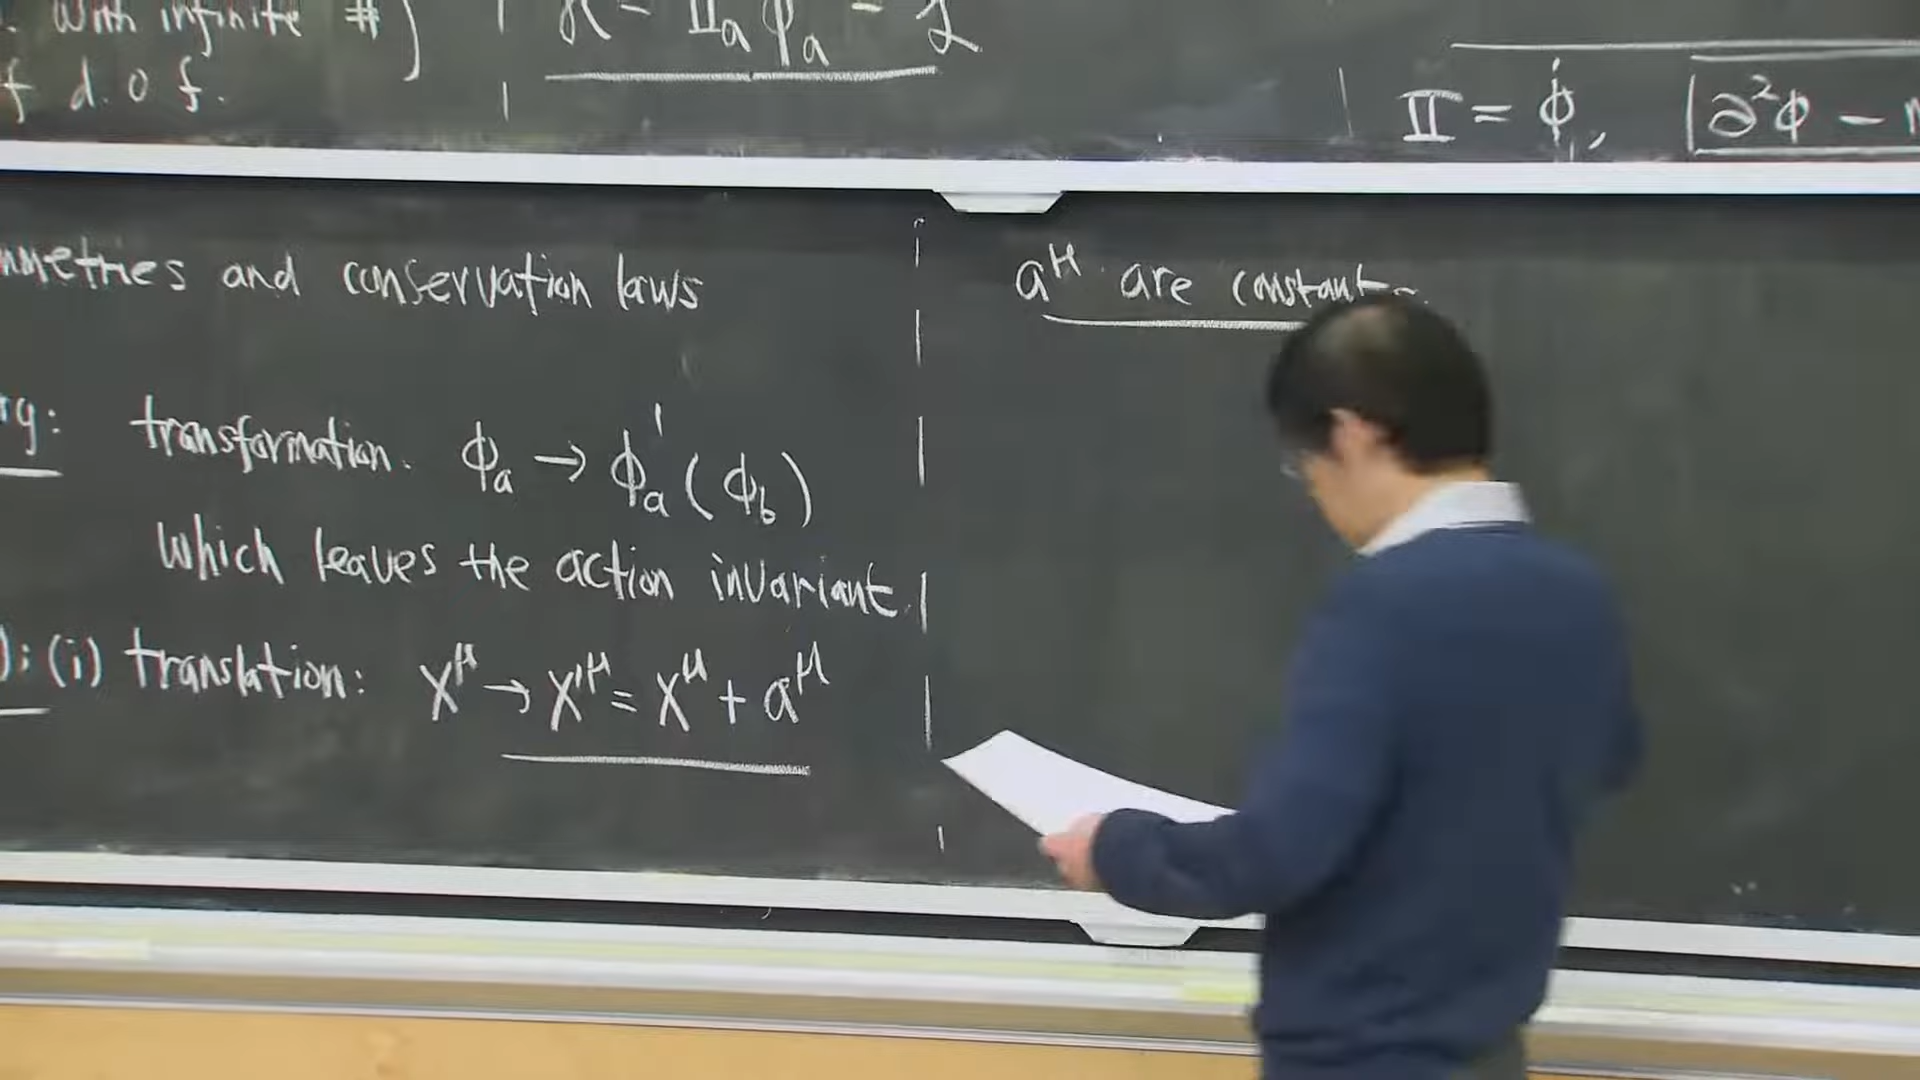 . With infinite #
f d.o f.
ℋ = Π_a φ̇_a - ℒ
Π = φ̇, ∂²φ -
mmetries and conservation laws
ry: transformation. φ_a → φ'_a (φ_b)
which leaves the action invariant.
): (i) translation: X^μ → X'^μ = X^μ + a^μ
a^μ are constant